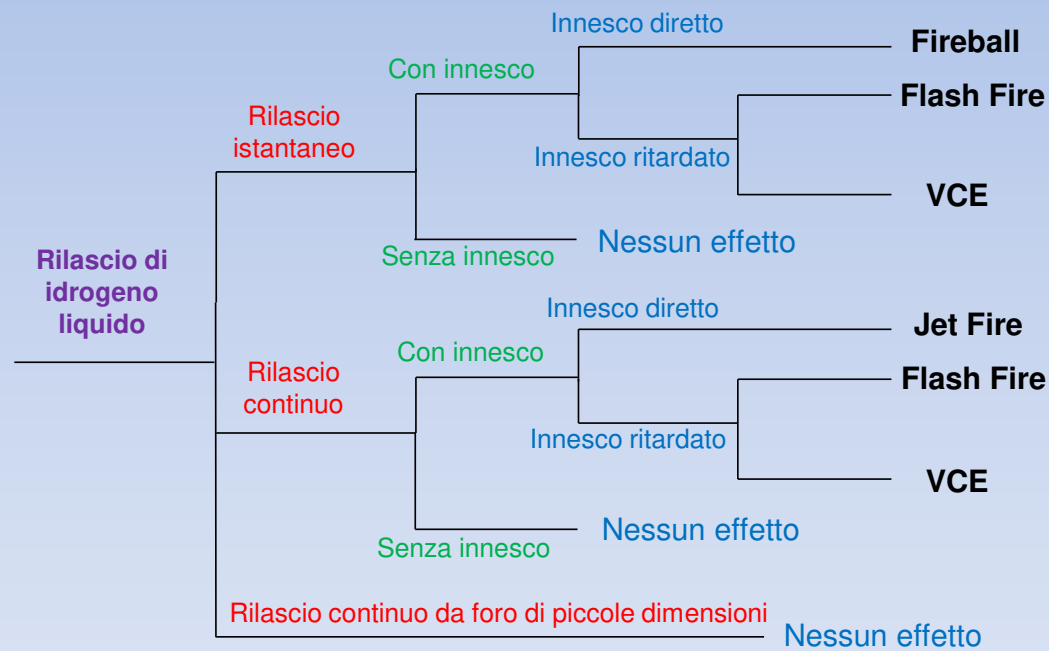 Innesco diretto
Fireball
Con innesco
Flash Fire
Rilascio
istantaneo
Innesco ritardato
VCE
Senza innesco
Nessun effetto
Rilascio di
idrogeno
liquido
Innesco diretto
Jet Fire
Con innesco
Flash Fire
Rilascio
continuo
Innesco ritardato
VCE
Nessun effetto
Senza innesco
Rilascio continuo da foro di piccole dimensioni
Nessun effetto